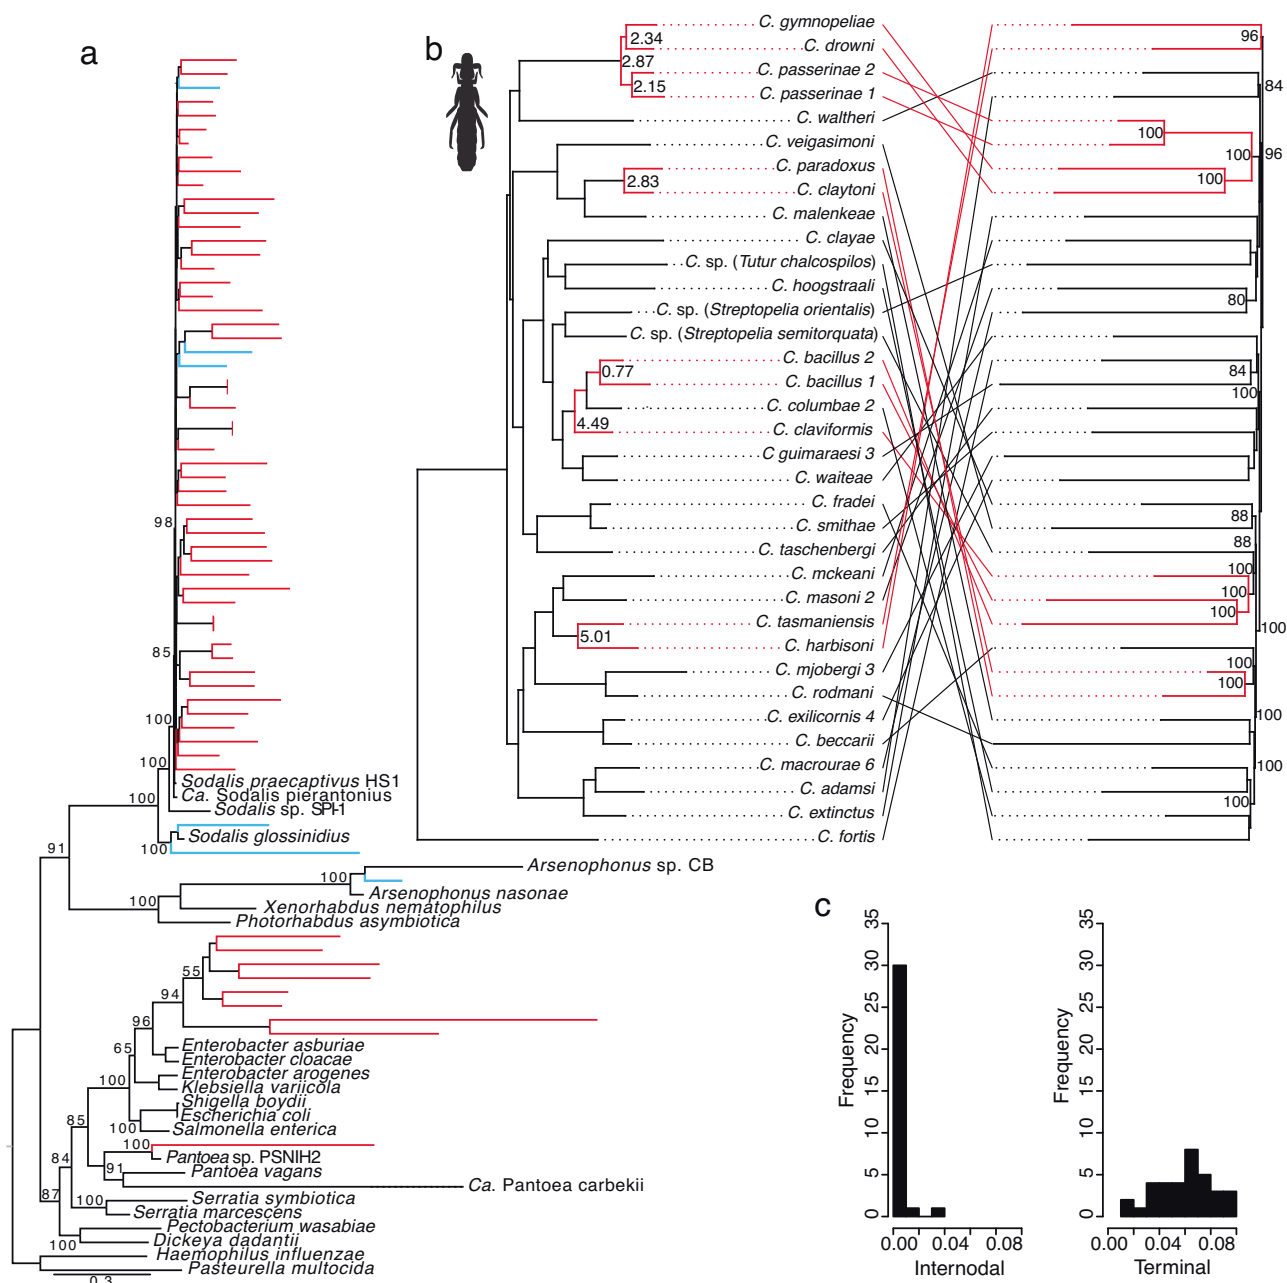 a
98
85
100
100
100
Sodalis praecaptivus HS1
Ca. Sodalis pierantonius
Sodalis sp. SPI-1
Sodalis glossinidius
100
91
Arsenophonus sp. CB
100
Arsenophonus nasonae
100
Xenorhabdus nematophilus
Photorhabdus asymbiotica
55
94
96
65
Enterobacter asburiae
Enterobacter cloacae
Enterobacter arogenes
Klebsiella variicola
100
Shigella boydii
Escherichia coli
100
Salmonella enterica
85
100
Pantoea sp. PSNIH2
84
91
Pantoea vagans
Ca. Pantoea carbekii
87
100
Serratia symbiotica
Serratia marcescens
Pectobacterium wasabiae
100
Dickeya dadantii
Haemophilus influenzae
Pasteurella multocida
0.3
b
2.34
2.87
2.15
2.83
0.77
4.49
5.01
C. gymnopeliae
C. drowni
C. passerinae 2
C. passerinae 1
C. waltheri
C. veigasimoni
C. paradoxus
C. claytoni
C. malenkeae
C. clayae
C. sp. (Tutur chalcospilos)
C. hoogstraali
C. sp. (Streptopelia orientalis)
C. sp. (Streptopelia semitorquata)
C. bacillus 2
C. bacillus 1
C. columbae 2
C. claviformis
C guimaraesi 3
C. waiteae
C. fradei
C. smithae
C. taschenbergi
C. mckeani
C. masoni 2
C. tasmaniensis
C. harbisoni
C. mjobergi 3
C. rodmani
C. exilicornis 4
C. beccarii
C. macrourae 6
C. adamsi
C. extinctus
C. fortis
96
84
100
100
96
100
80
84
100
88
88
100
100
100
100
100
100
100
100
100
c
Frequency
0
5
10
15
20
25
30
35
0.00
0.04
0.08
Internodal
Frequency
0
5
10
15
20
25
30
35
0.00
0.04
0.08
Terminal